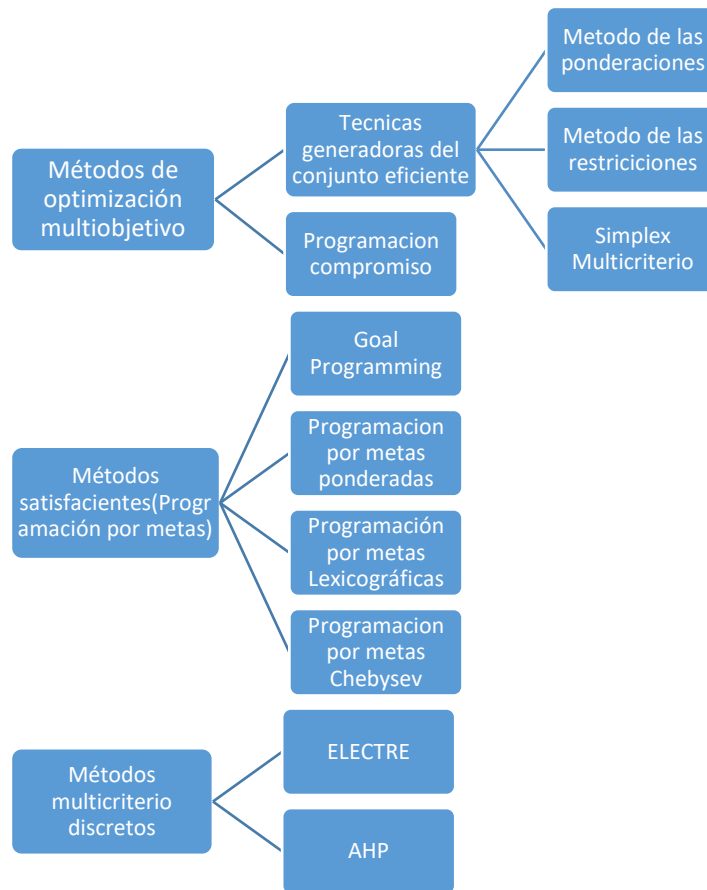 Métodos de
optimización
multiobjetivo
Tecnicas
generadoras del
conjunto eficiente
Metodo de las
ponderaciones
Metodo de las
restriciciones
Simplex
Multicriterio
Programacion
compromiso
Métodos
satisfacientes(Progr
amación por metas)
Goal
Programming
Programacion
por metas
ponderadas
Programación
por metas
Lexicográficas
Programacion
por metas
Chebysev
Métodos
multicriterio
discretos
ELECTRE
AHP